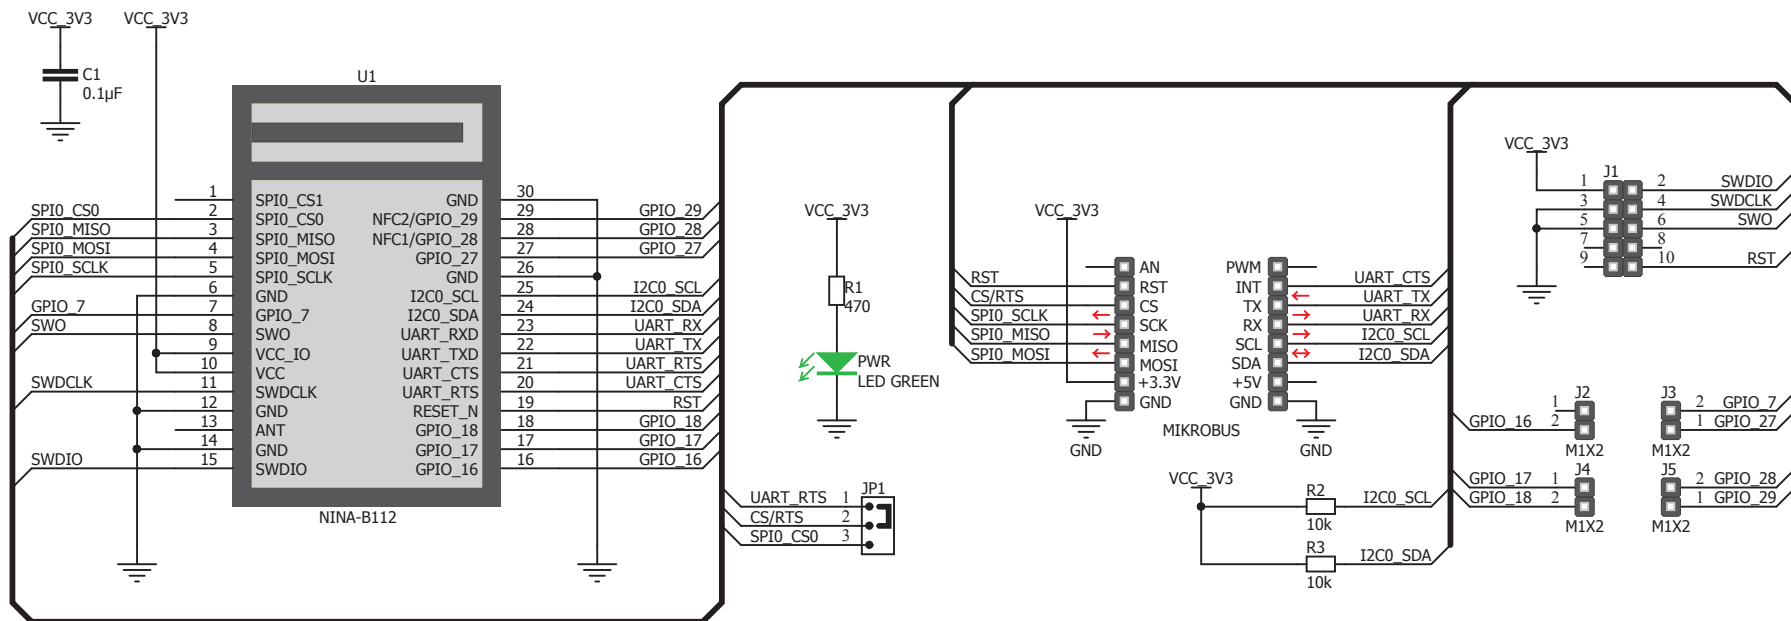 VCC_3V3
VCC_3V3
C1
0.1µF
U1
NINA-B112
SPI0_CS0
SPI0_MISO
SPI0_MOSI
SPI0_SCLK
GPIO_7
SWO
SWDCLK
SWDIO
1 SPI0_CS1
2 SPI0_CS0
3 SPI0_MISO
4 SPI0_MOSI
5 SPI0_SCLK
6 GND
7 GPIO_7
8 SWO
9 VCC_IO
10 VCC
11 SWDCLK
12 GND
13 ANT
14 GND
15 SWDIO
GND 30
NFC2/GPIO_29 29 GPIO_29
NFC1/GPIO_28 28 GPIO_28
GPIO_27 27 GPIO_27
GND 26
I2C0_SCL 25 I2C0_SCL
I2C0_SDA 24 I2C0_SDA
UART_RXD 23 UART_RX
UART_TXD 22 UART_TX
UART_CTS 21 UART_RTS
UART_RTS 20 UART_CTS
RESET_N 19 RST
GPIO_18 18 GPIO_18
GPIO_17 17 GPIO_17
GPIO_16 16 GPIO_16
VCC_3V3
R1
470
PWR
LED GREEN
JP1
UART_RTS 1
CS/RTS 2
SPI0_CS0 3
VCC_3V3
AN
RST RST
CS/RTS CS
SPI0_SCLK SCK
SPI0_MISO MISO
SPI0_MOSI MOSI
+3.3V
GND
GND
PWM
INT UART_CTS
TX UART_TX
RX UART_RX
SCL I2C0_SCL
SDA I2C0_SDA
+5V
GND
GND
MIKROBUS
VCC_3V3
R2
10k
I2C0_SCL
R3
10k
I2C0_SDA
VCC_3V3
J1
1 2 SWDIO
3 4 SWDCLK
5 6 SWO
7 8
9 10 RST
J2
1
GPIO_16 2
M1X2
J3
2 GPIO_7
1 GPIO_27
M1X2
J4
GPIO_17 1
GPIO_18 2
M1X2
J5
2 GPIO_28
1 GPIO_29
M1X2